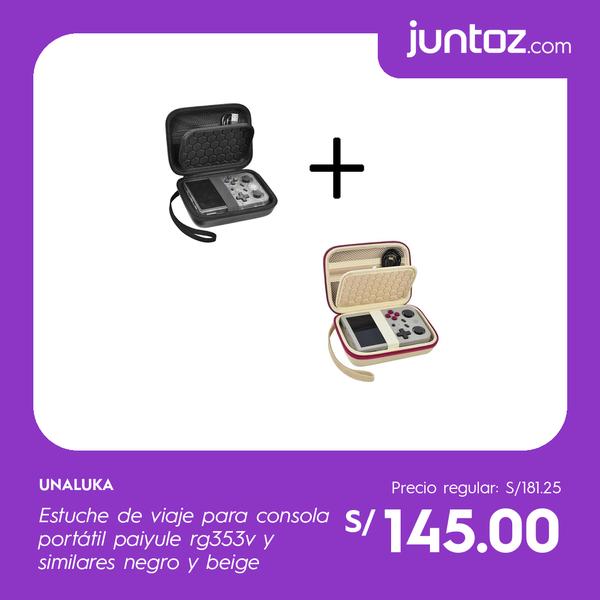 juntoz.com
+
UNALUKA
Estuche de viaje para consola
portátil paiyule rg353v y
similares negro y beige
Precio regular: S/181.25
S/ 145.00